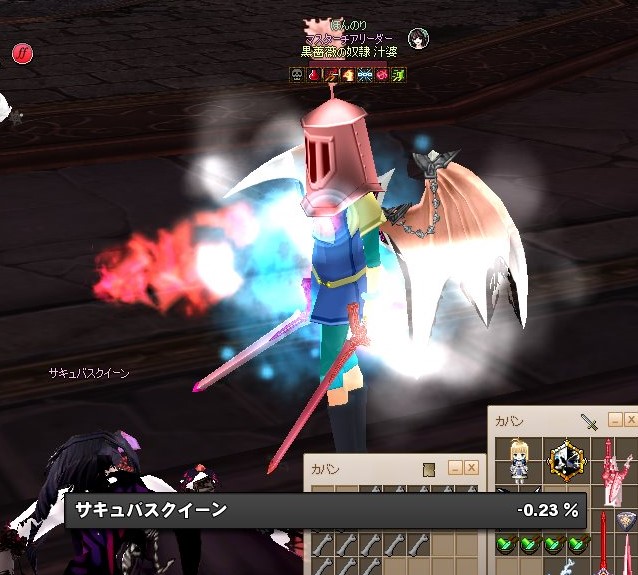 ff
ほんのり
マスターチアリーダー
黒薔薇の奴隷 汁婆
サキュバスクイーン
カバン
カバン
サキュバスクイーン -0.23 %